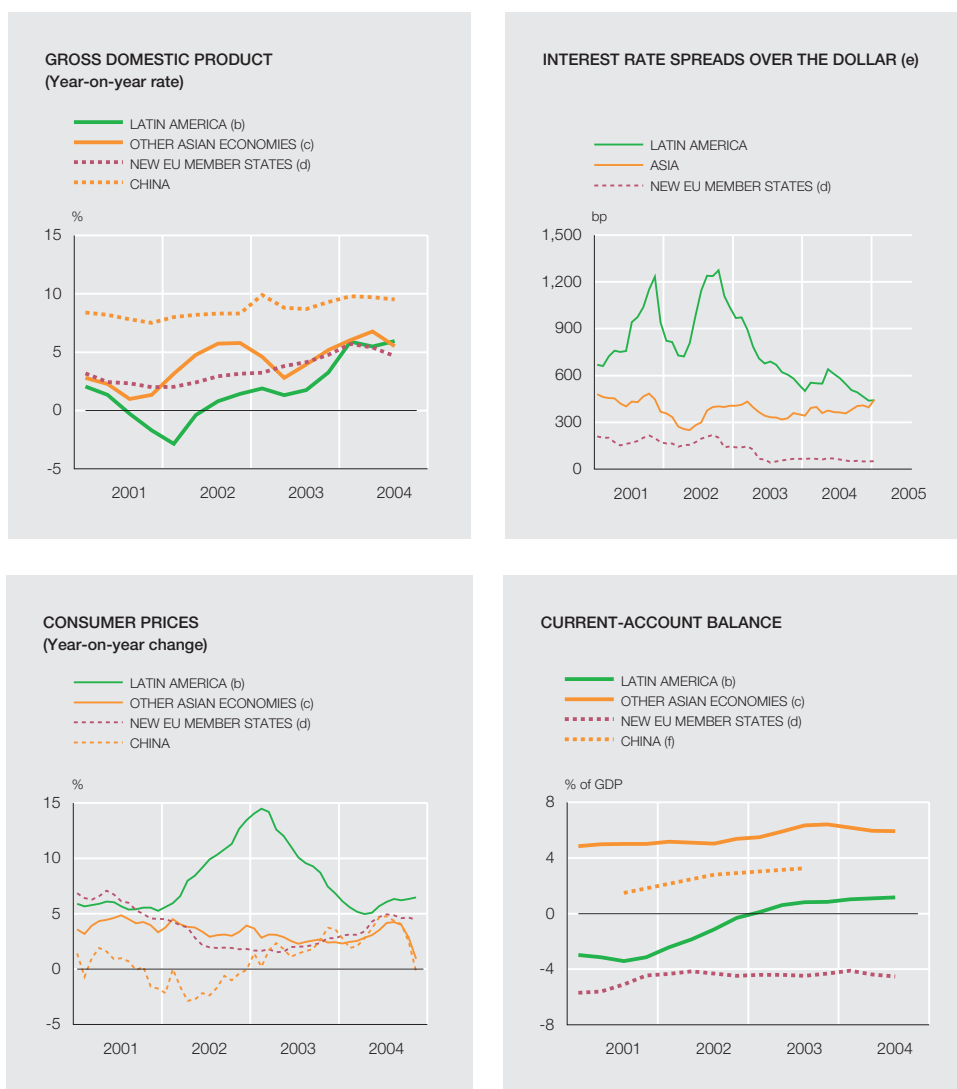 GROSS DOMESTIC PRODUCT
(Year-on-year rate)
LATIN AMERICA (b)
OTHER ASIAN ECONOMIES (c)
NEW EU MEMBER STATES (d)
CHINA
%
15
10
5
0
-5
2001 2002 2003 2004
INTEREST RATE SPREADS OVER THE DOLLAR (e)
LATIN AMERICA
ASIA
NEW EU MEMBER STATES (d)
bp
1,500
1,200
900
600
300
0
2001 2002 2003 2004 2005
CONSUMER PRICES
(Year-on-year change)
LATIN AMERICA (b)
OTHER ASIAN ECONOMIES (c)
NEW EU MEMBER STATES (d)
CHINA
%
15
10
5
0
-5
2001 2002 2003 2004
CURRENT-ACCOUNT BALANCE
LATIN AMERICA (b)
OTHER ASIAN ECONOMIES (c)
NEW EU MEMBER STATES (d)
CHINA (f)
% of GDP
8
4
0
-4
-8
2001 2002 2003 2004